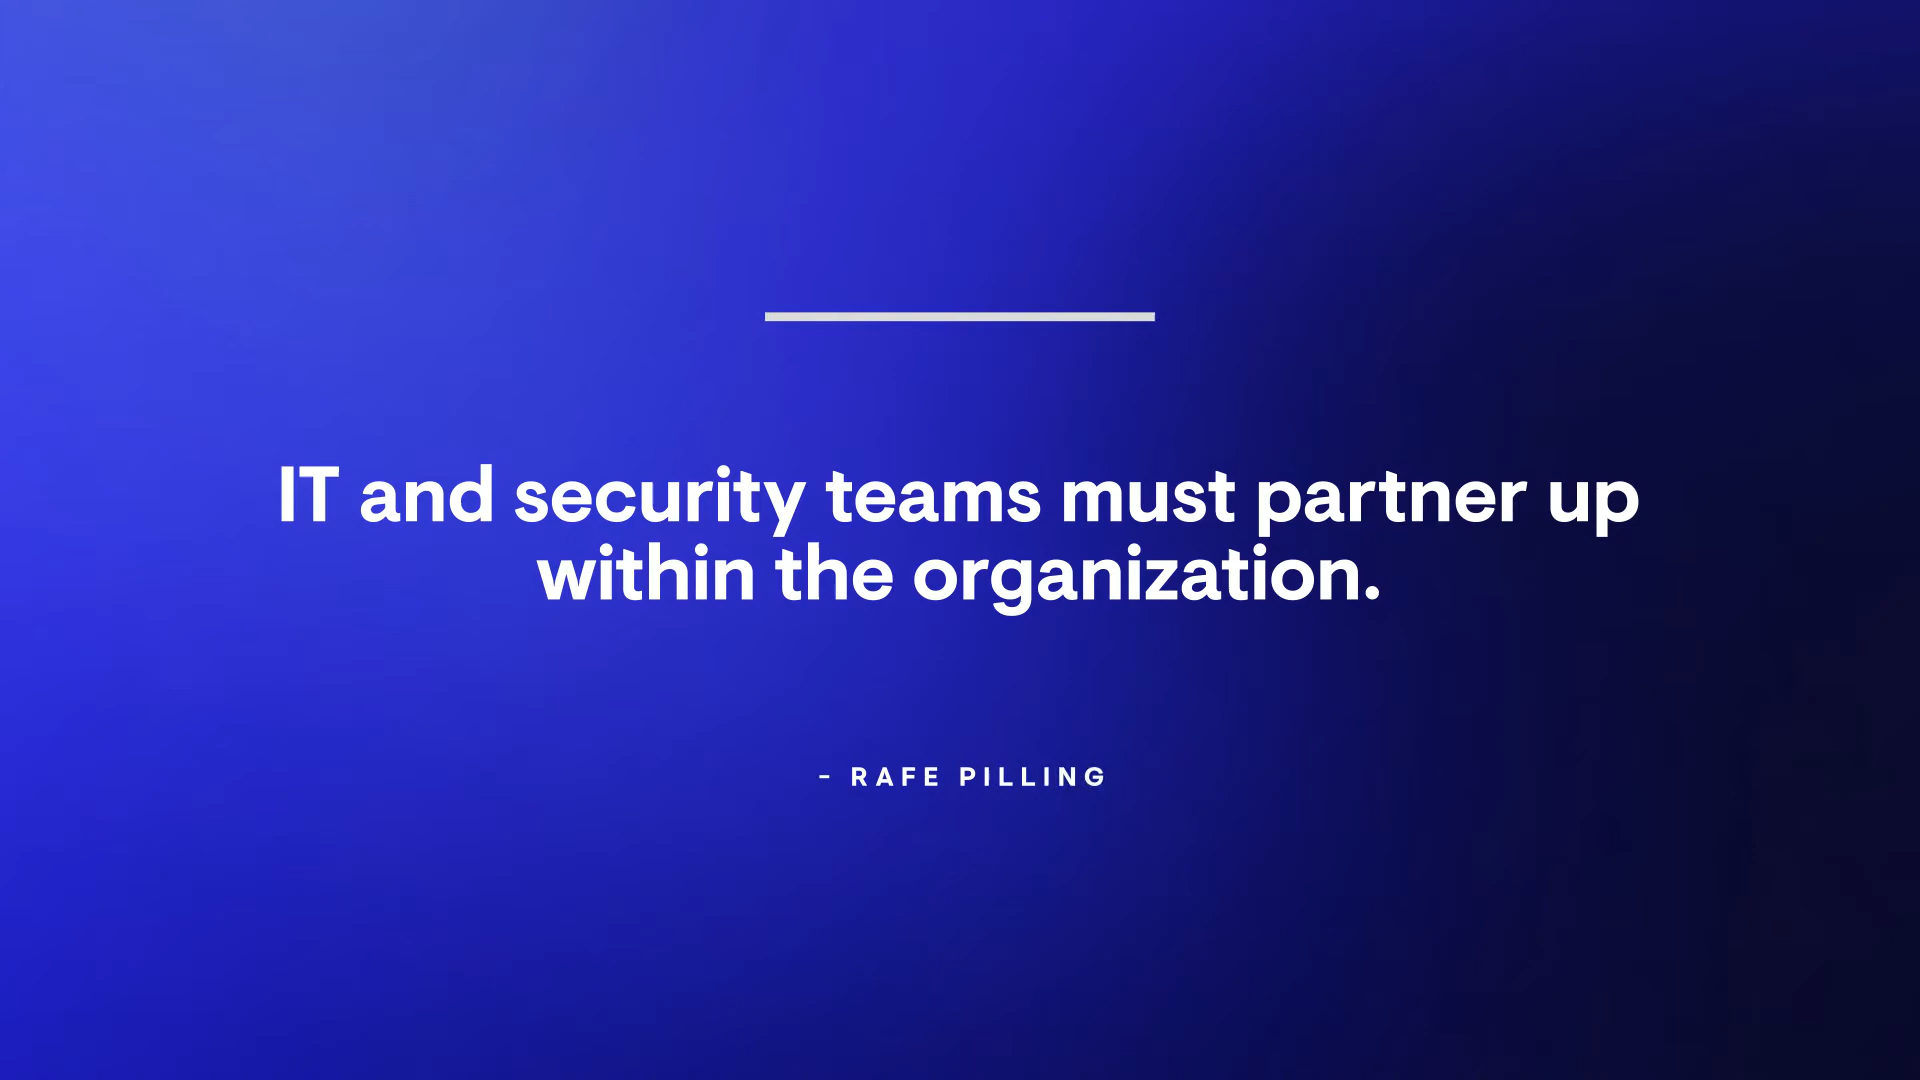 IT and security teams must partner up
within the organization.
- RAFE PILLING